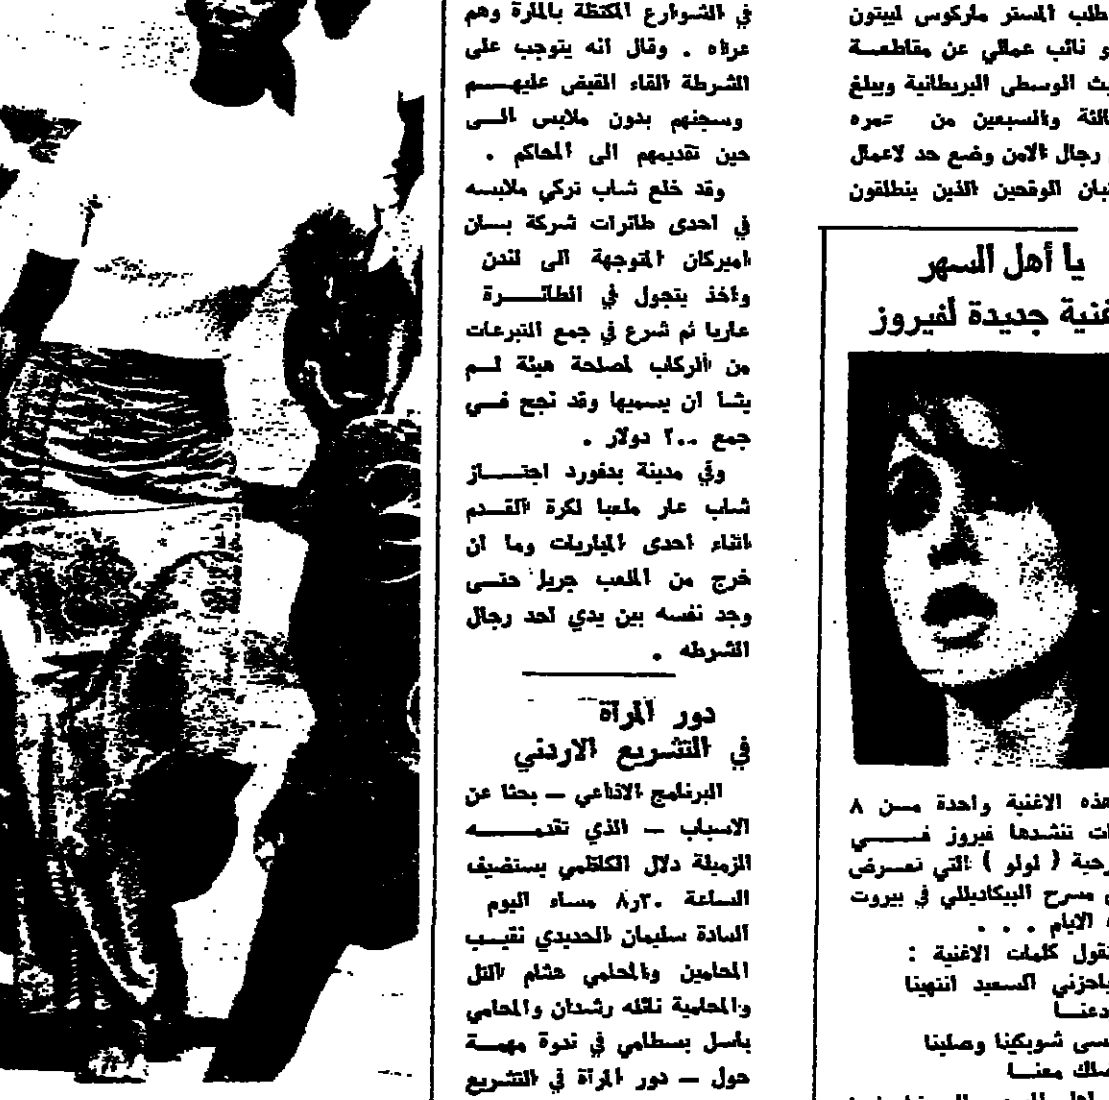 طلب المستر ماركوس ليبتون
و نائب عمالي عن مقاطعة
الوسطى البريطانية ويبلغ
والسبعين من عمره
رجال الامن وضع حد لاعمال
الوقحين الذين ينطلقون
في الشوارع المكتظة بالمارة وهم
عراه . وقال انه يتوجب على
الشرطة القاء القبض عليهم
وسجنهم بدون ملابس الى
حين تقديمهم الى المحاكم .
وقد خلع شاب تركي ملابسه
في احدى طائرات شركة بان
اميركان المتوجهة الى لندن
واخذ يتجول في الطائرة
عاريا ثم شرع في جمع التبرعات
من الركاب لمصلحة هيئة لم
يشا ان يسميها وقد نجح في
جمع ٢٠٠ دولار .
وفي مدينة بدفورد اجتاز
شاب عار ملعبا لكرة القدم
اثناء احدى المباريات وما ان
خرج من الملعب جريا حتى
وجد نفسه بين يدي احد رجال
الشرطه .
دور المرآة
في التشريع الاردني
البرنامج الاذاعي – بحثا عن
الاسباب – الذي تقدمه
الزميلة دلال الكاظمي يستضيف
الساعة ٨٫٣٠ مساء اليوم
السادة سليمان الحديدي نقيب
المحامين والمحامي هشام التل
والمحامية نائله رشدان والمحامي
باسل بسطامي في ندوة مهمة
حول – دور المرآة في التشريع
يا أهل السهر
جديدة لفيروز
هذه الاغنية واحدة من ٨
تنشدها فيروز في
( لولو ) التي تعرض
مسرح البيكاديللي في بيروت
الايام . . .
كلمات الاغنية :
ياحزني السعيد انتهينا
شوبكينا وصلينا
معنا